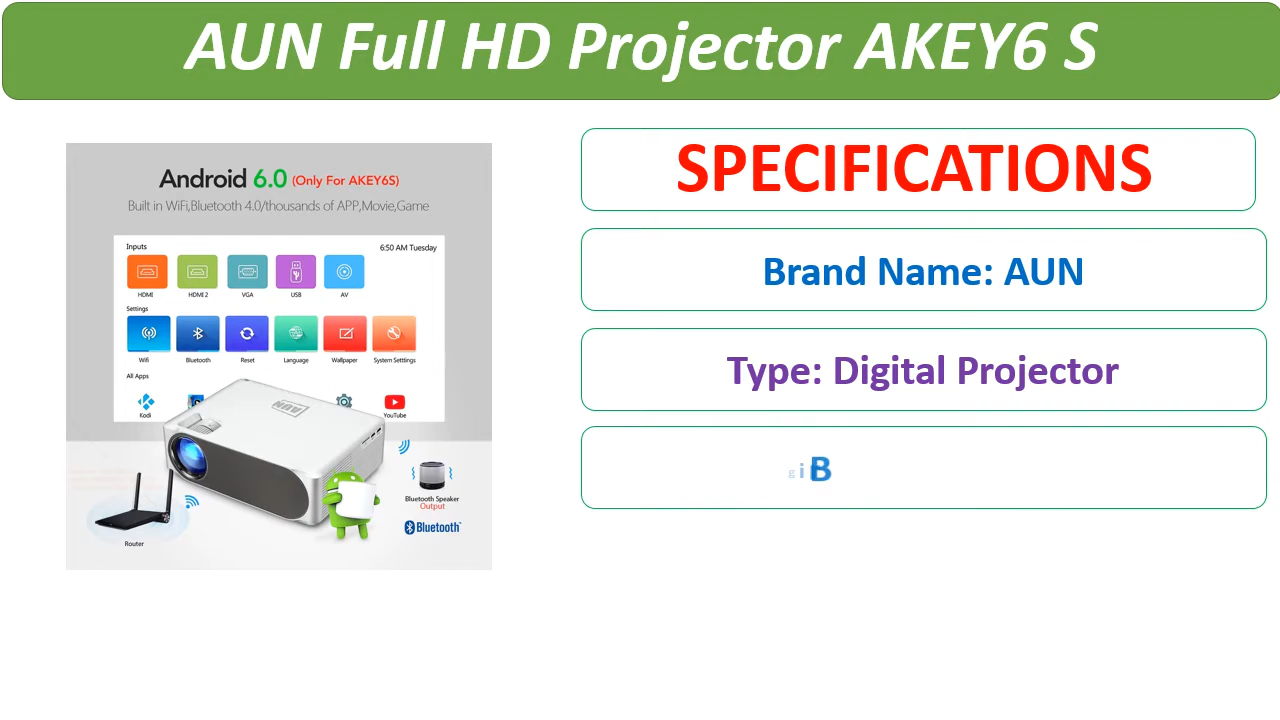 AUN Full HD Projector AKEY6 S
Android 6.0 (Only For AKEY6S)
Built in WiFi,Bluetooth 4.0/thousands of APP,Movie,Game
Inputs
6:50 AM Tuesday
HDMI
HDMI 2
VGA
USB
AV
Settings
Wifi
Bluetooth
Reset
Language
Wallpaper
System Setttings
All Apps
Kodi
YouTube
AUN
Bluetooth Speaker
Output
Bluetooth
Router
SPECIFICATIONS
Brand Name: AUN
Type: Digital Projector
B